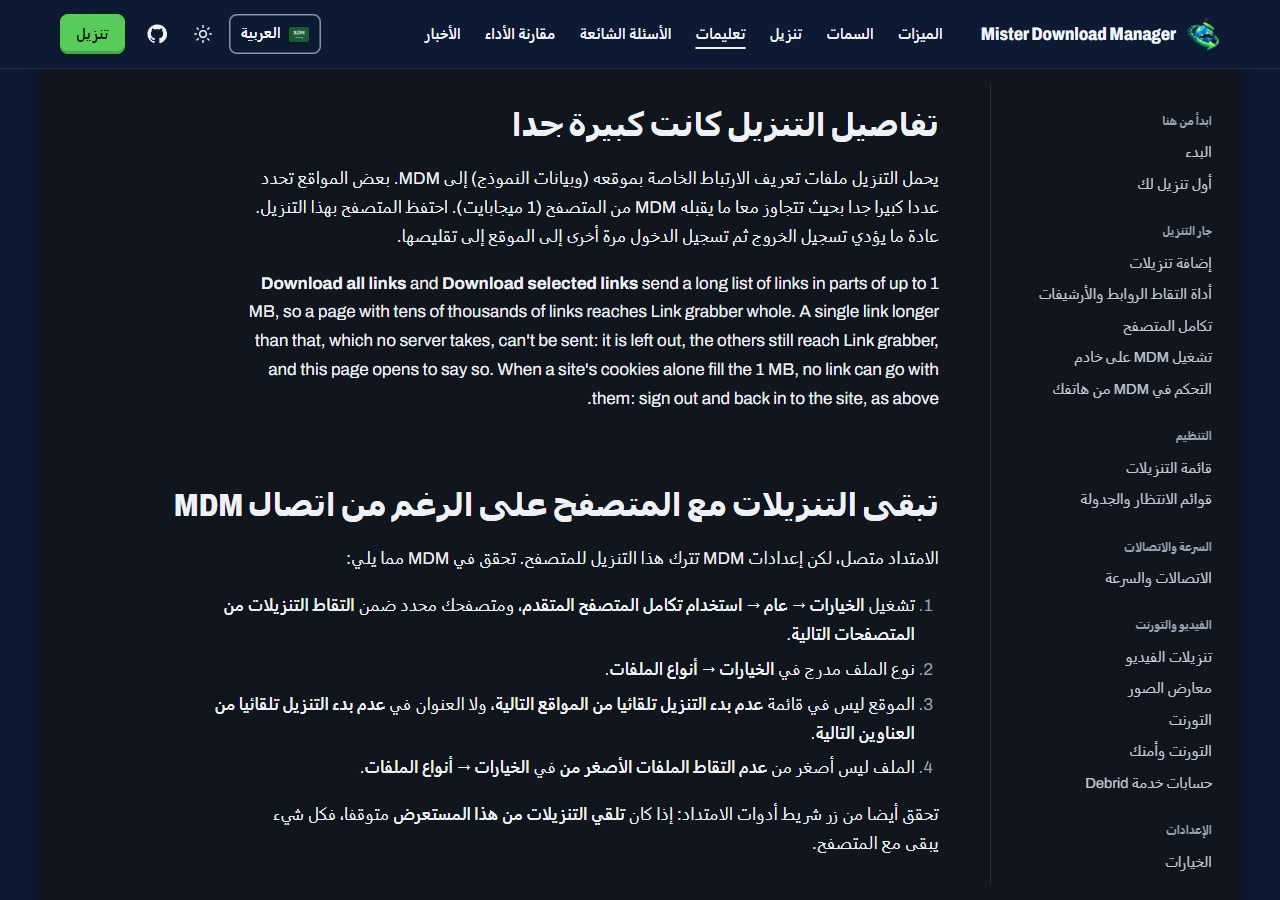 Mister Download Manager
الميزات
السمات
تنزيل
تعليمات
الأسئلة الشائعة
مقارنة الأداء
الأخبار
العربية
تنزيل
ابدأ من هنا
البدء
أول تنزيل لك
جار التنزيل
إضافة تنزيلات
أداة التقاط الروابط والأرشيفات
تكامل المتصفح
تشغيل MDM على خادم
التحكم في MDM من هاتفك
التنظيم
قائمة التنزيلات
قوائم الانتظار والجدولة
السرعة والاتصالات
الاتصالات والسرعة
الفيديو والتورنت
تنزيلات الفيديو
معارض الصور
التورنت
التورنت وأمنك
حسابات خدمة Debrid
الإعدادات
الخيارات
تفاصيل التنزيل كانت كبيرة جدا
يحمل التنزيل ملفات تعريف الارتباط الخاصة بموقعه (وبيانات النموذج) إلى MDM. بعض المواقع تحدد
عددا كبيرا جدا بحيث تتجاوز معا ما يقبله MDM من المتصفح (1 ميجابايت). احتفظ المتصفح بهذا التنزيل.
عادة ما يؤدي تسجيل الخروج ثم تسجيل الدخول مرة أخرى إلى الموقع إلى تقليصها.
Download all links and Download selected links send a long list of links in parts of up to 1
MB, so a page with tens of thousands of links reaches Link grabber whole. A single link longer
than that, which no server takes, can't be sent: it is left out, the others still reach Link grabber,
and this page opens to say so. When a site's cookies alone fill the 1 MB, no link can go with
them: sign out and back in to the site, as above.
تبقى التنزيلات مع المتصفح على الرغم من اتصال MDM
الامتداد متصل، لكن إعدادات MDM تترك هذا التنزيل للمتصفح. تحقق في MDM مما يلي:
1. تشغيل الخيارات → عام → استخدام تكامل المتصفح المتقدم، ومتصفحك محدد ضمن التقاط التنزيلات من
المتصفحات التالية.
2. نوع الملف مدرج في الخيارات → أنواع الملفات.
3. الموقع ليس في قائمة عدم بدء التنزيل تلقائيا من المواقع التالية، ولا العنوان في عدم بدء التنزيل تلقائيا من
العناوين التالية.
4. الملف ليس أصغر من عدم التقاط الملفات الأصغر من في الخيارات → أنواع الملفات.
تحقق أيضا من زر شريط أدوات الامتداد: إذا كان تلقي التنزيلات من هذا المستعرض متوقفا، فكل شيء
يبقى مع المتصفح.